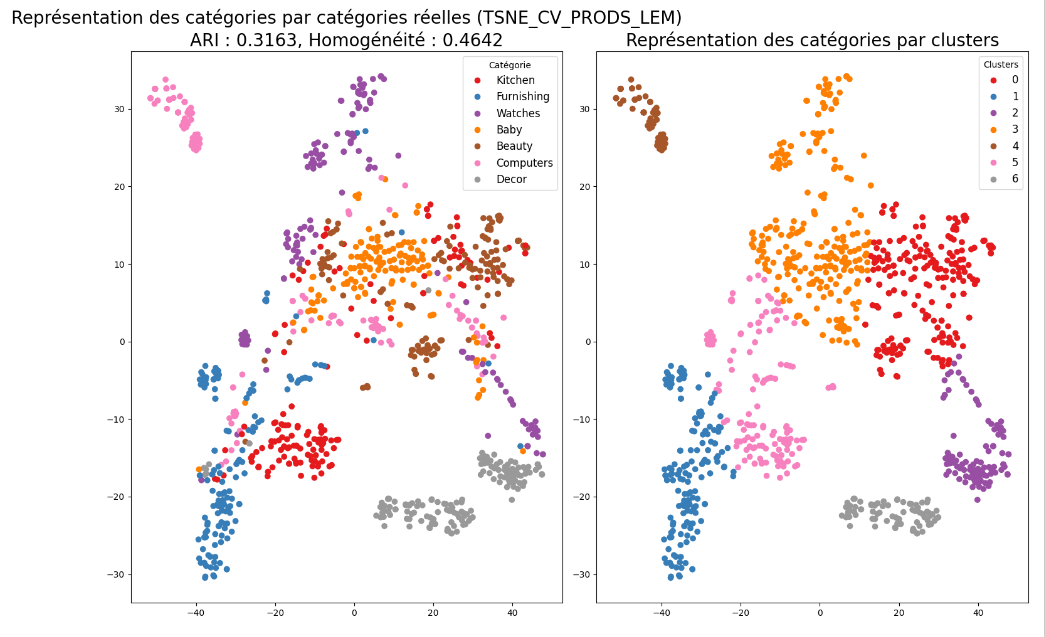 Représentation des catégories par catégories réelles (TSNE_CV_PRODS_LEM)
ARI : 0.3163, Homogénéité : 0.4642
Catégorie
Kitchen
Furnishing
Watches
Baby
Beauty
Computers
Decor
30
20
10
0
−10
−20
−30
−40
−20
0
20
40
Représentation des catégories par clusters
Clusters
0
1
2
3
4
5
6
30
20
10
0
−10
−20
−30
−40
−20
0
20
40